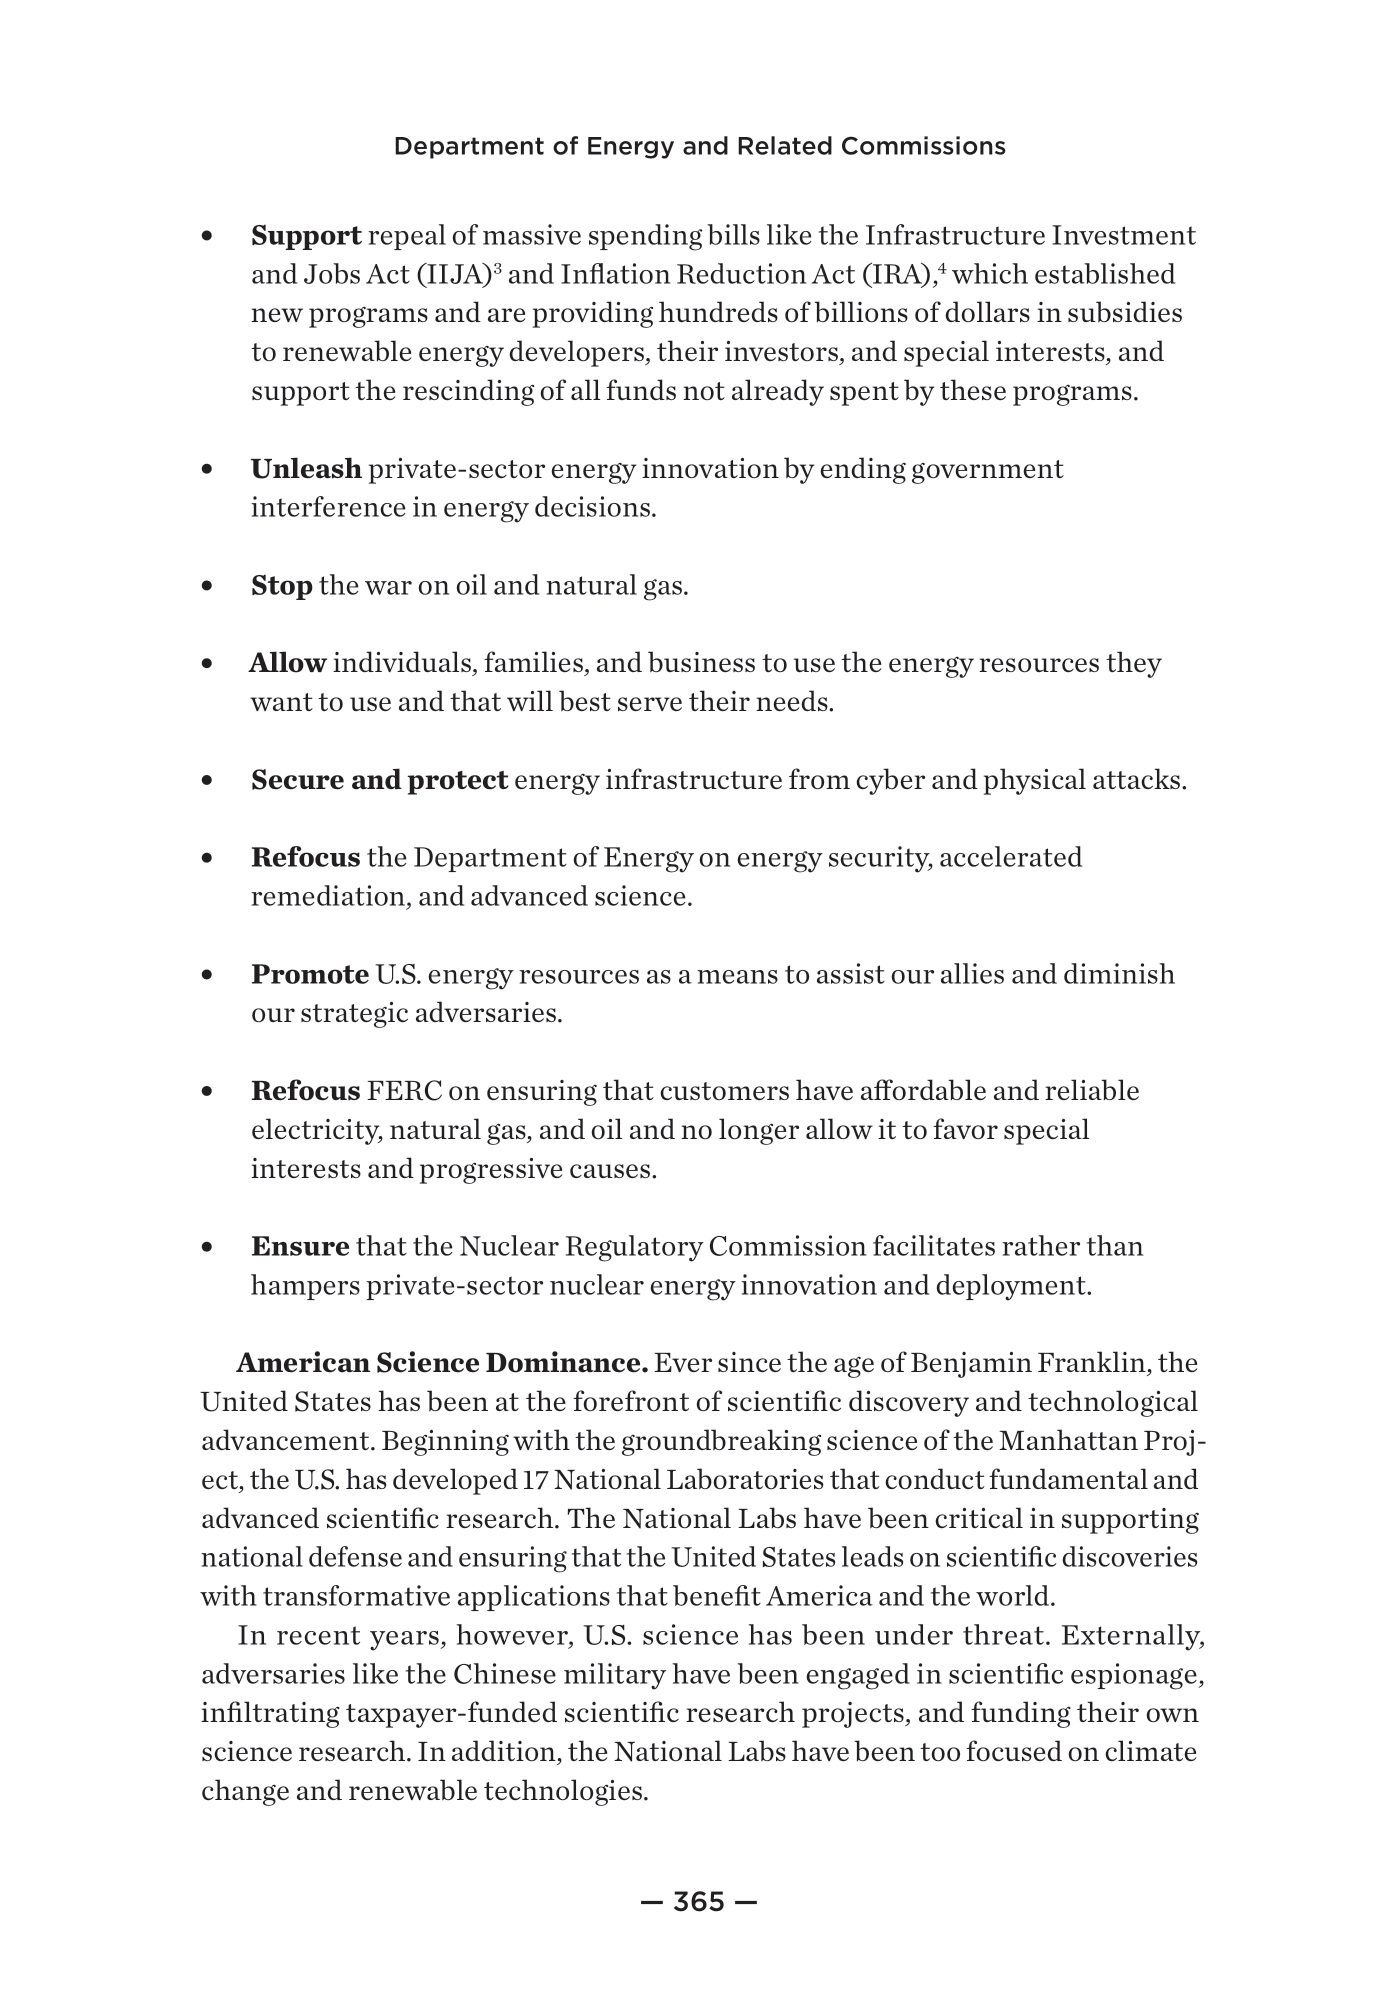 Department of Energy and Related Commissions
• Support repeal of massive spending bills like the Infrastructure Investment
and Jobs Act (IIJA)³ and Inflation Reduction Act (IRA),⁴ which established
new programs and are providing hundreds of billions of dollars in subsidies
to renewable energy developers, their investors, and special interests, and
support the rescinding of all funds not already spent by these programs.
• Unleash private-sector energy innovation by ending government
interference in energy decisions.
• Stop the war on oil and natural gas.
• Allow individuals, families, and business to use the energy resources they
want to use and that will best serve their needs.
• Secure and protect energy infrastructure from cyber and physical attacks.
• Refocus the Department of Energy on energy security, accelerated
remediation, and advanced science.
• Promote U.S. energy resources as a means to assist our allies and diminish
our strategic adversaries.
• Refocus FERC on ensuring that customers have affordable and reliable
electricity, natural gas, and oil and no longer allow it to favor special
interests and progressive causes.
• Ensure that the Nuclear Regulatory Commission facilitates rather than
hampers private-sector nuclear energy innovation and deployment.
American Science Dominance. Ever since the age of Benjamin Franklin, the
United States has been at the forefront of scientific discovery and technological
advancement. Beginning with the groundbreaking science of the Manhattan Proj-
ect, the U.S. has developed 17 National Laboratories that conduct fundamental and
advanced scientific research. The National Labs have been critical in supporting
national defense and ensuring that the United States leads on scientific discoveries
with transformative applications that benefit America and the world.
In recent years, however, U.S. science has been under threat. Externally,
adversaries like the Chinese military have been engaged in scientific espionage,
infiltrating taxpayer-funded scientific research projects, and funding their own
science research. In addition, the National Labs have been too focused on climate
change and renewable technologies.
— 365 —